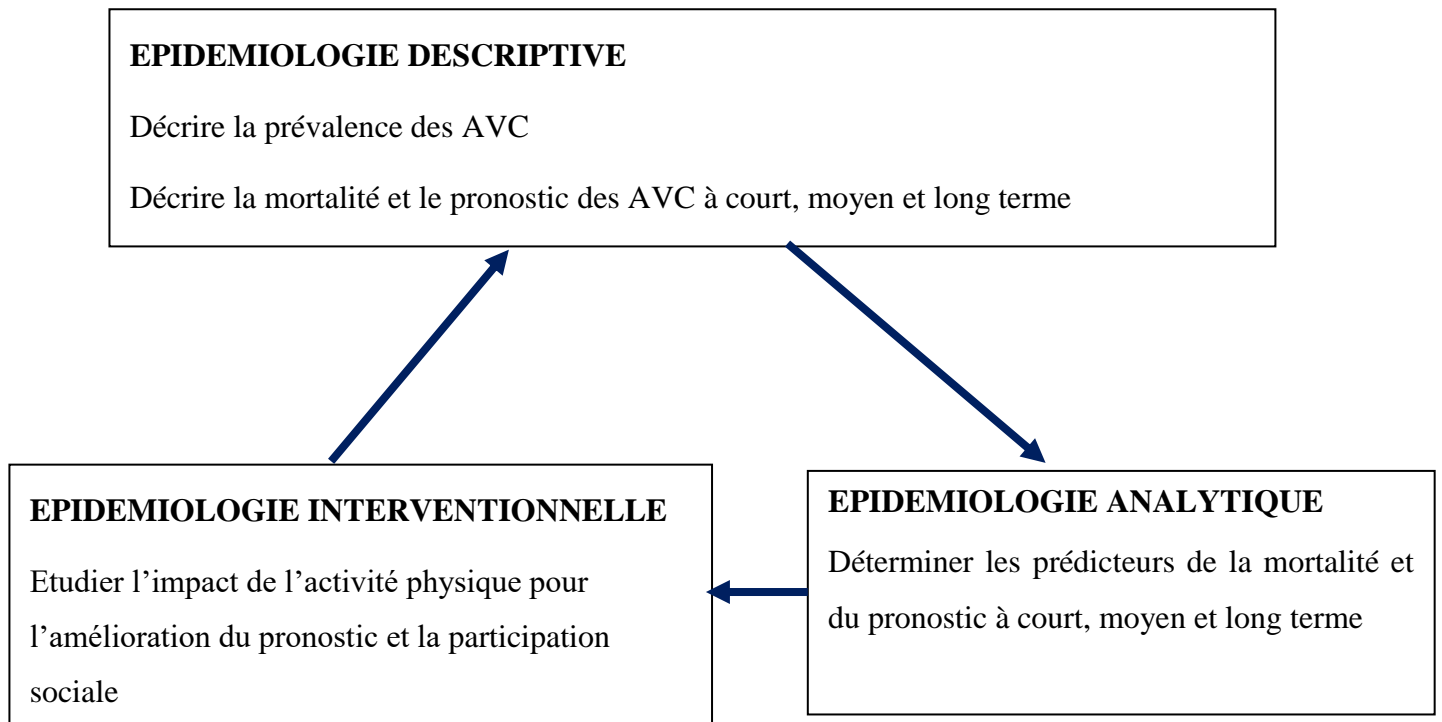 EPIDEMIOLOGIE DESCRIPTIVE
Décrire la prévalence des AVC
Décrire la mortalité et le pronostic des AVC à court, moyen et long terme
EPIDEMIOLOGIE INTERVENTIONNELLE
Etudier l’impact de l’activité physique pour
l’amélioration du pronostic et la participation
sociale
EPIDEMIOLOGIE ANALYTIQUE
Déterminer les prédicteurs de la mortalité et
du pronostic à court, moyen et long terme